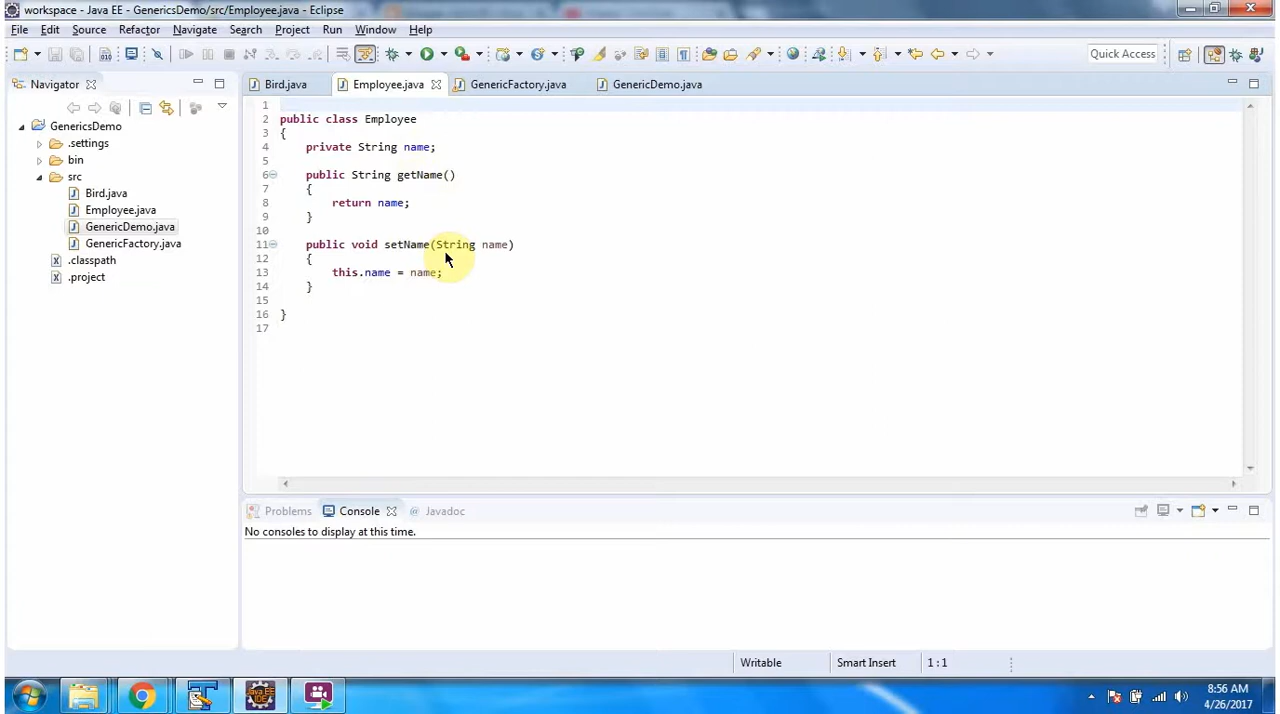 workspace - Java EE - GenericsDemo/src/Employee.java - Eclipse
File Edit Source Refactor Navigate Search Project Run Window Help
Quick Access
Navigator
Bird.java Employee.java GenericFactory.java GenericDemo.java
GenericsDemo
.settings
bin
src
Bird.java
Employee.java
GenericDemo.java
GenericFactory.java
.classpath
.project
1
2 public class Employee
3 {
4 private String name;
5
6 public String getName()
7 {
8 return name;
9 }
10
11 public void setName(String name)
12 {
13 this.name = name;
14 }
15
16 }
17
Problems Console @ Javadoc
No consoles to display at this time.
Writable Smart Insert 1 : 1
Java EE IDE
8:56 AM
4/26/2017